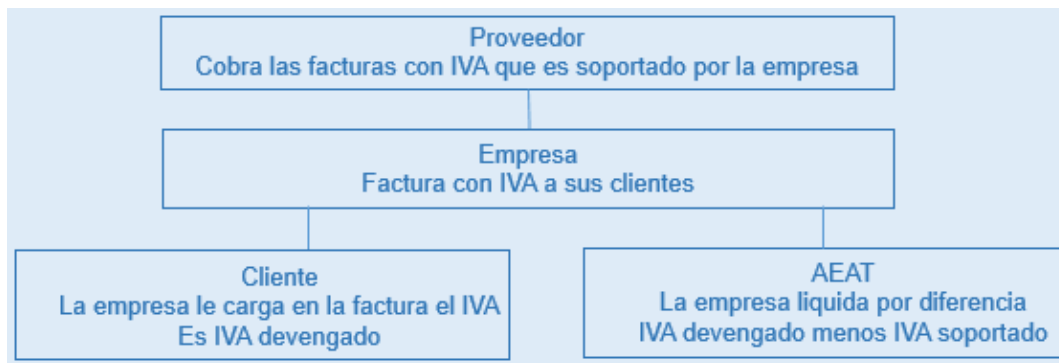 Proveedor
Cobra las facturas con IVA que es soportado por la empresa
Empresa
Factura con IVA a sus clientes
Cliente
La empresa le carga en la factura el IVA
Es IVA devengado
AEAT
La empresa liquida por diferencia
IVA devengado menos IVA soportado